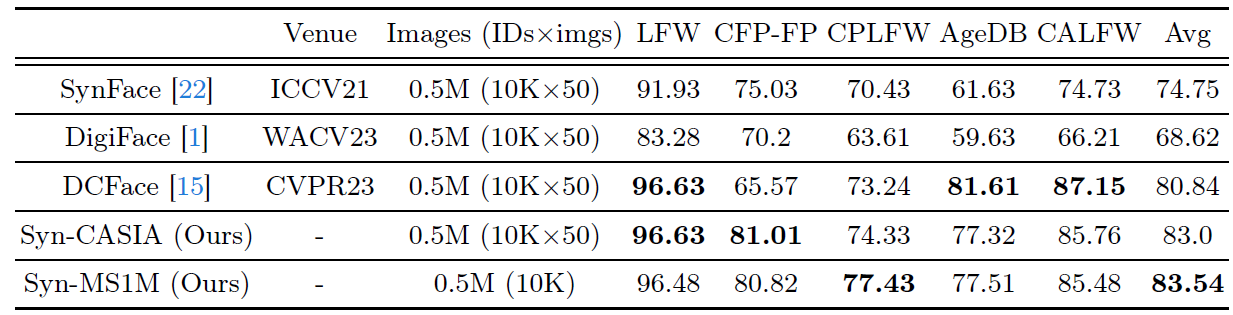 Venue Images (IDs×imgs) LFW CFP-FP CPLFW AgeDB CALFW Avg
SynFace [22] ICCV21 0.5M (10K×50) 91.93 75.03 70.43 61.63 74.73 74.75
DigiFace [1] WACV23 0.5M (10K×50) 83.28 70.2 63.61 59.63 66.21 68.62
DCFace [15] CVPR23 0.5M (10K×50) 96.63 65.57 73.24 81.61 87.15 80.84
Syn-CASIA (Ours) - 0.5M (10K×50) 96.63 81.01 74.33 77.32 85.76 83.0
Syn-MS1M (Ours) - 0.5M (10K) 96.48 80.82 77.43 77.51 85.48 83.54